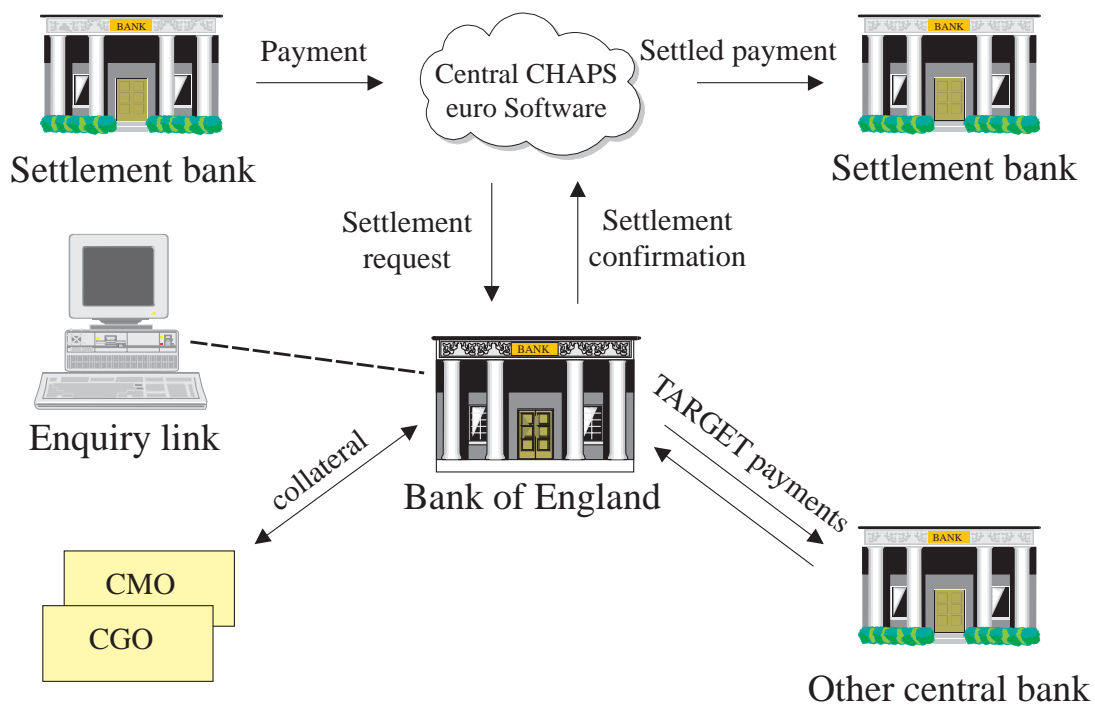 BANK
BANK
Payment
Settled payment
Central CHAPS
euro Software
Settlement bank
Settlement bank
Settlement
request
Settlement
confirmation
BANK
Enquiry link
collateral
TARGET payments
Bank of England
BANK
CMO
CGO
Other central bank